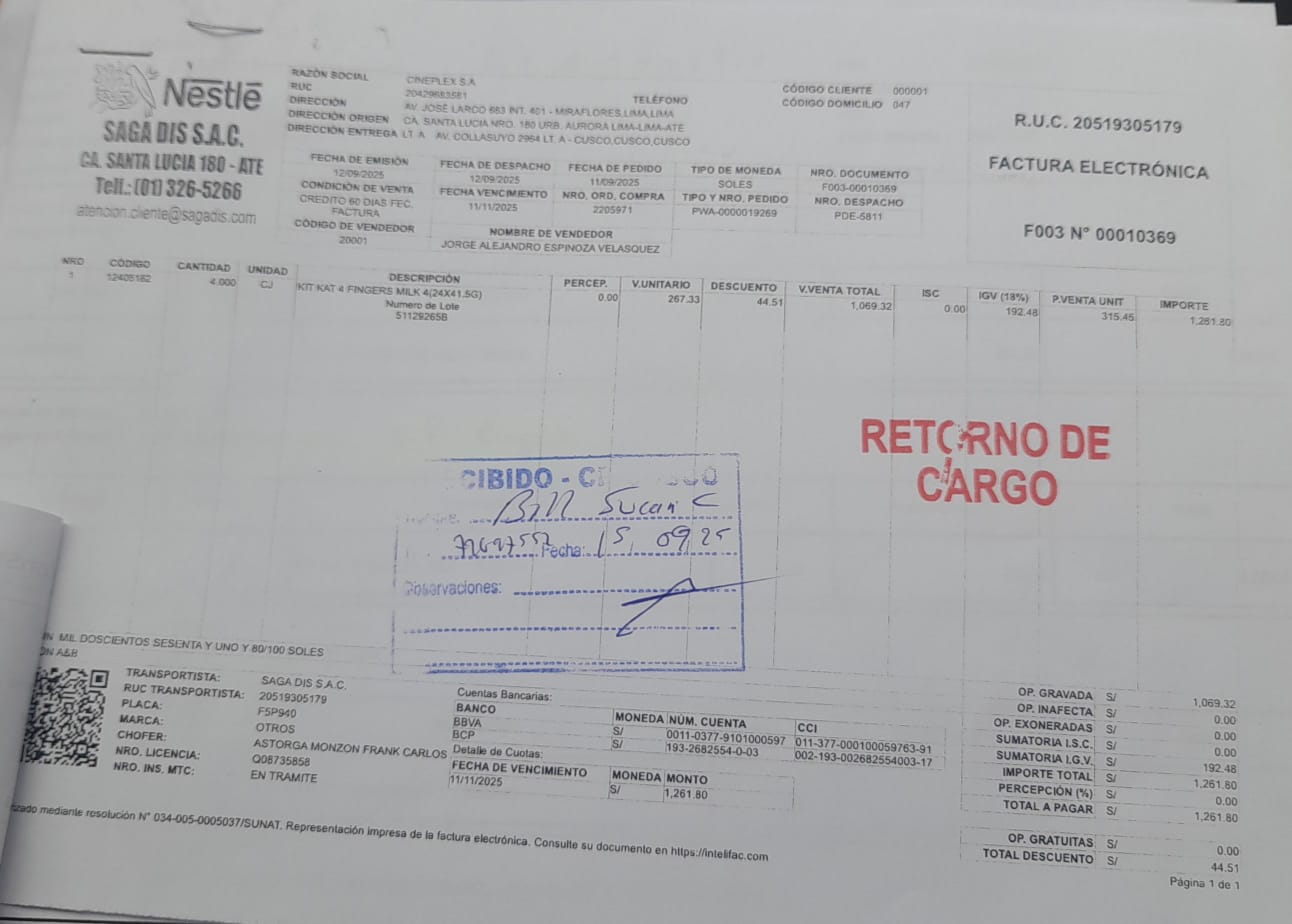 Nestlē
SAGA DIS S.A.C.
CA. SANTA LUCIA 180 - ATE
Telf.: (01) 326-5266
atencion.cliente@sagadis.com
RAZÓN SOCIAL CINEPLEX S.A
RUC 20429683581
TELÉFONO
DIRECCIÓN AV. JOSÉ LARCO 663 INT. 401 - MIRAFLORES,LIMA,LIMA
DIRECCIÓN ORIGEN CA. SANTA LUCIA NRO. 180 URB. AURORA LIMA-LIMA-ATE
DIRECCIÓN ENTREGA LT. A AV. COLLASUYO 2964 LT. A - CUSCO,CUSCO,CUSCO
CÓDIGO CLIENTE 000001
CÓDIGO DOMICILIO 047
R.U.C. 20519305179
FACTURA ELECTRÓNICA
F003 N° 00010369
FECHA DE EMISIÓN FECHA DE DESPACHO FECHA DE PEDIDO TIPO DE MONEDA NRO. DOCUMENTO
12/09/2025 12/09/2025 11/09/2025 SOLES F003-00010369
CONDICIÓN DE VENTA FECHA VENCIMIENTO NRO. ORD. COMPRA TIPO Y NRO. PEDIDO NRO. DESPACHO
CREDITO 60 DIAS FEC. FACTURA 11/11/2025 2205971 PWA-0000019269 PDE-5811
CÓDIGO DE VENDEDOR NOMBRE DE VENDEDOR
20001 JORGE ALEJANDRO ESPINOZA VELASQUEZ
NRO CÓDIGO CANTIDAD UNIDAD DESCRIPCIÓN PERCEP. V.UNITARIO DESCUENTO V.VENTA TOTAL ISC IGV (18%) P.VENTA UNIT IMPORTE
1 12405162 4.000 CJ KIT KAT 4 FINGERS MILK 4(24X41.5G) 0.00 267.33 44.51 1,069.32 0.00 192.48 315.45 1,261.80
Numero de Lote
51129265B
RETORNO DE
CARGO
CIBIDO - C
Bill Sucari C
Fecha: 15, 09, 25
Observaciones:
MIL DOSCIENTOS SESENTA Y UNO Y 80/100 SOLES
ON A&B
TRANSPORTISTA: SAGA DIS S.A.C.
RUC TRANSPORTISTA: 20519305179
PLACA: F5P940
MARCA: OTROS
CHOFER: ASTORGA MONZON FRANK CARLOS
NRO. LICENCIA: Q08735858
NRO. INS. MTC: EN TRAMITE
Cuentas Bancarias:
BANCO MONEDA NÚM. CUENTA CCI
BBVA S/ 0011-0377-9101000597 011-377-000100059763-91
BCP S/ 193-2682554-0-03 002-193-002682554003-17
Detalle de Cuotas:
FECHA DE VENCIMIENTO MONEDA MONTO
11/11/2025 S/ 1,261.80
OP. GRAVADA S/ 1,069.32
OP. INAFECTA S/ 0.00
OP. EXONERADAS S/ 0.00
SUMATORIA I.S.C. S/ 0.00
SUMATORIA I.G.V. S/ 192.48
IMPORTE TOTAL S/ 1,261.80
PERCEPCIÓN (%) S/ 0.00
TOTAL A PAGAR S/ 1,261.80
OP. GRATUITAS S/ 0.00
TOTAL DESCUENTO S/ 44.51
mediante resolución N° 034-005-0005037/SUNAT. Representación impresa de la factura electrónica. Consulte su documento en https://intelifac.com
Página 1 de 1